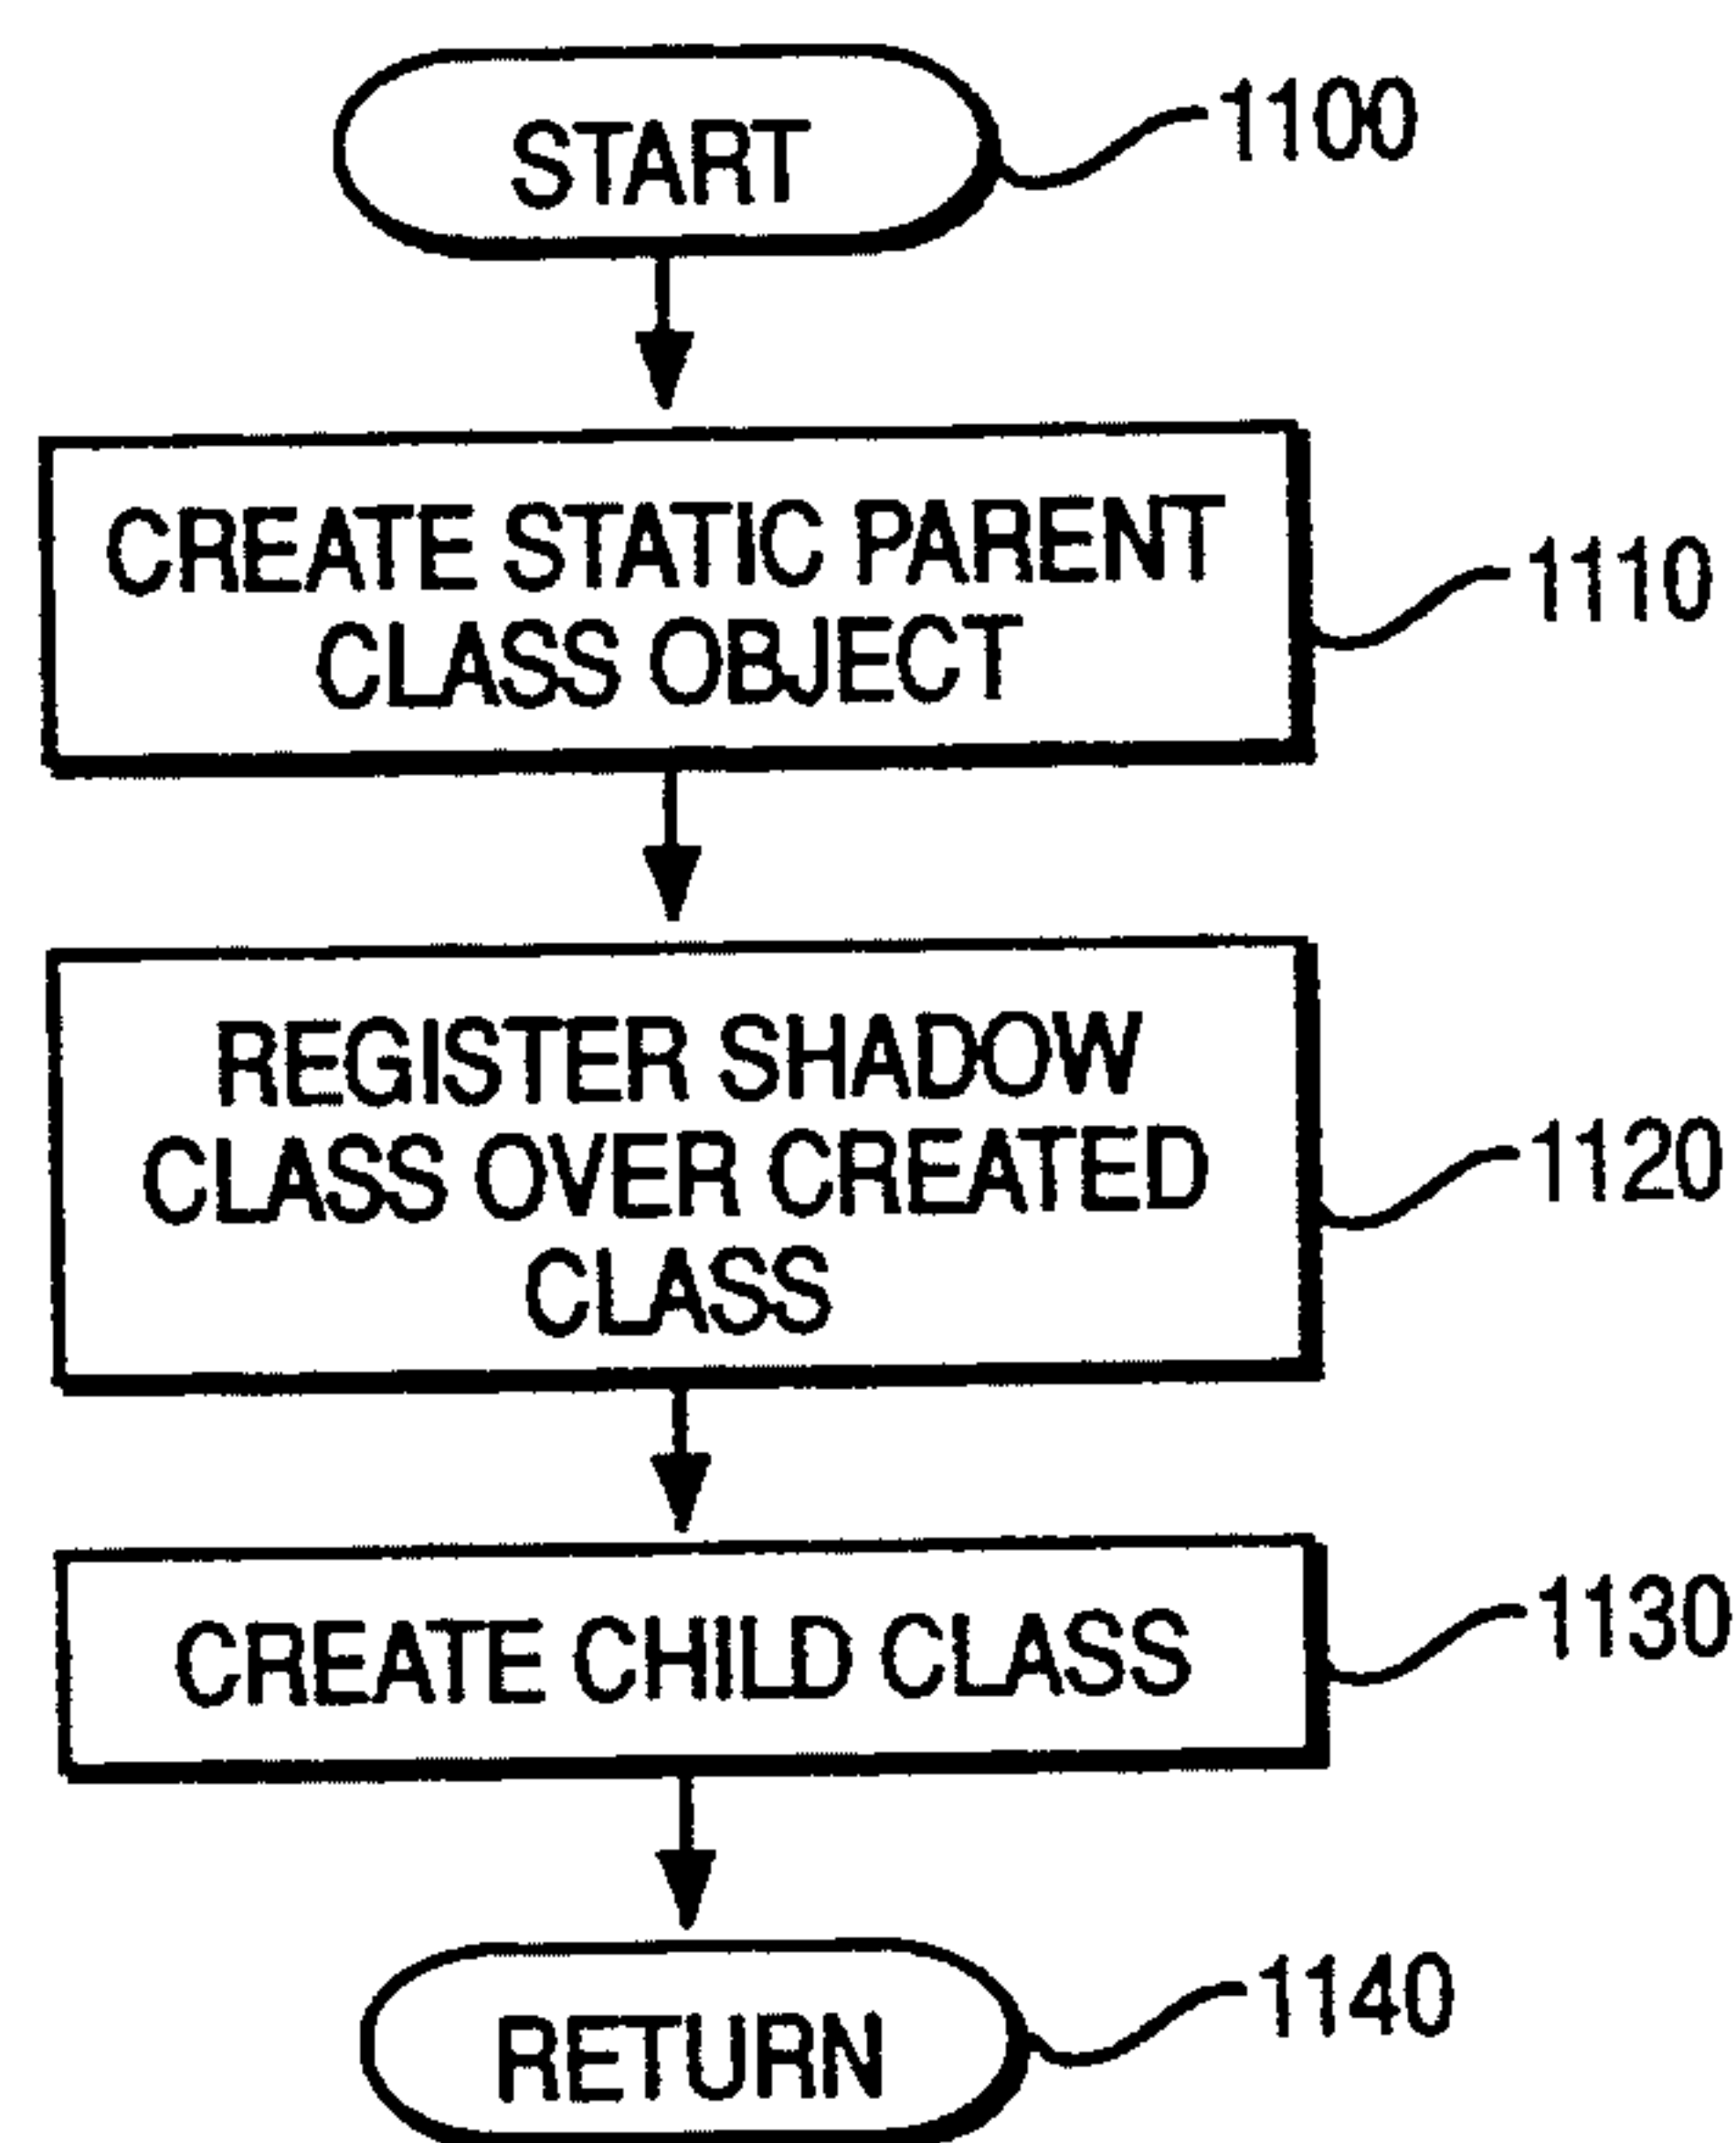 START
1100
CREATE STATIC PARENT
CLASS OBJECT
1110
REGISTER SHADOW
CLASS OVER CREATED
CLASS
1120
CREATE CHILD CLASS
1130
RETURN
1140